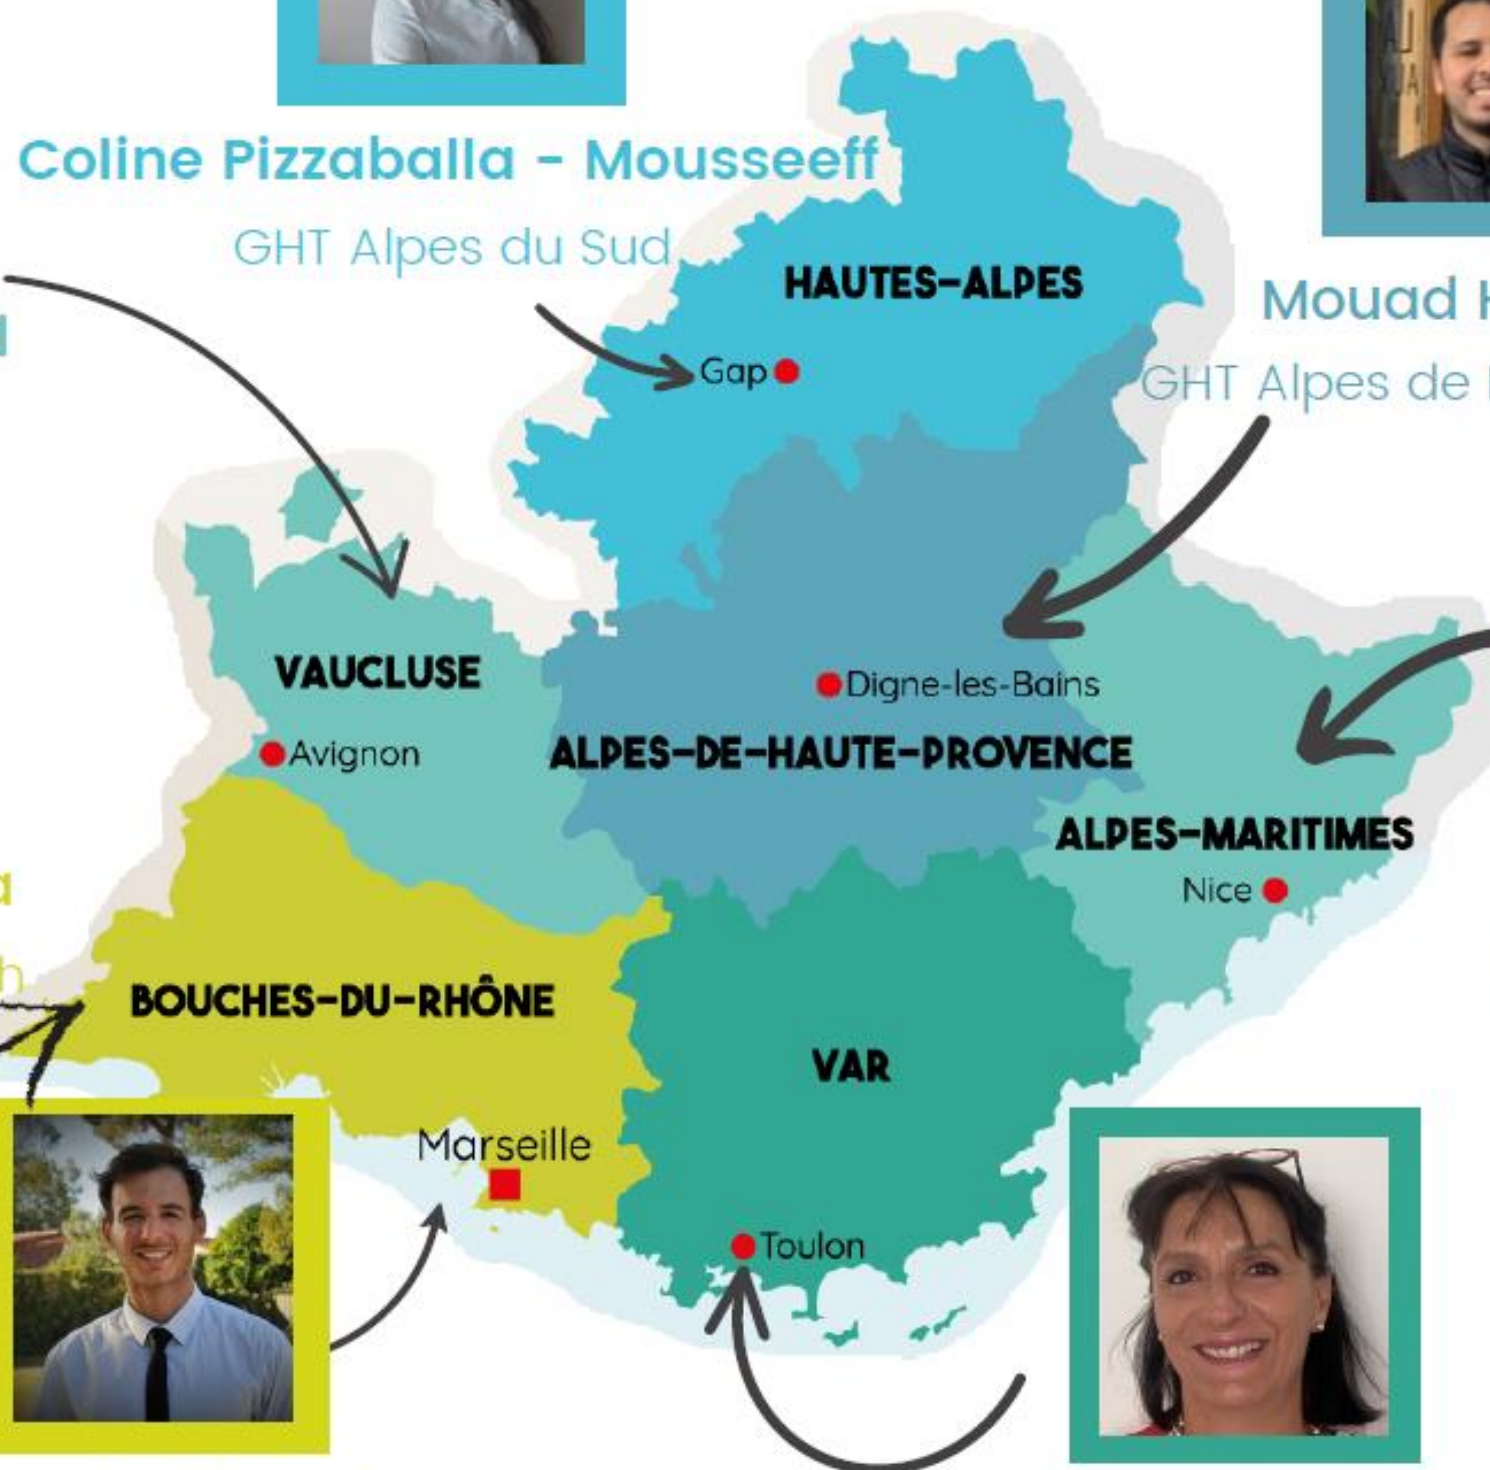 Coline Pizzaballa - Mousseeff
GHT Alpes du Sud
HAUTES-ALPES
Mouad
GHT Alpes de
Gap
VAUCLUSE
Digne-les-Bains
Avignon
ALPES-DE-HAUTE-PROVENCE
ALPES-MARITIMES
Nice
BOUCHES-DU-RHÔNE
VAR
Marseille
Toulon